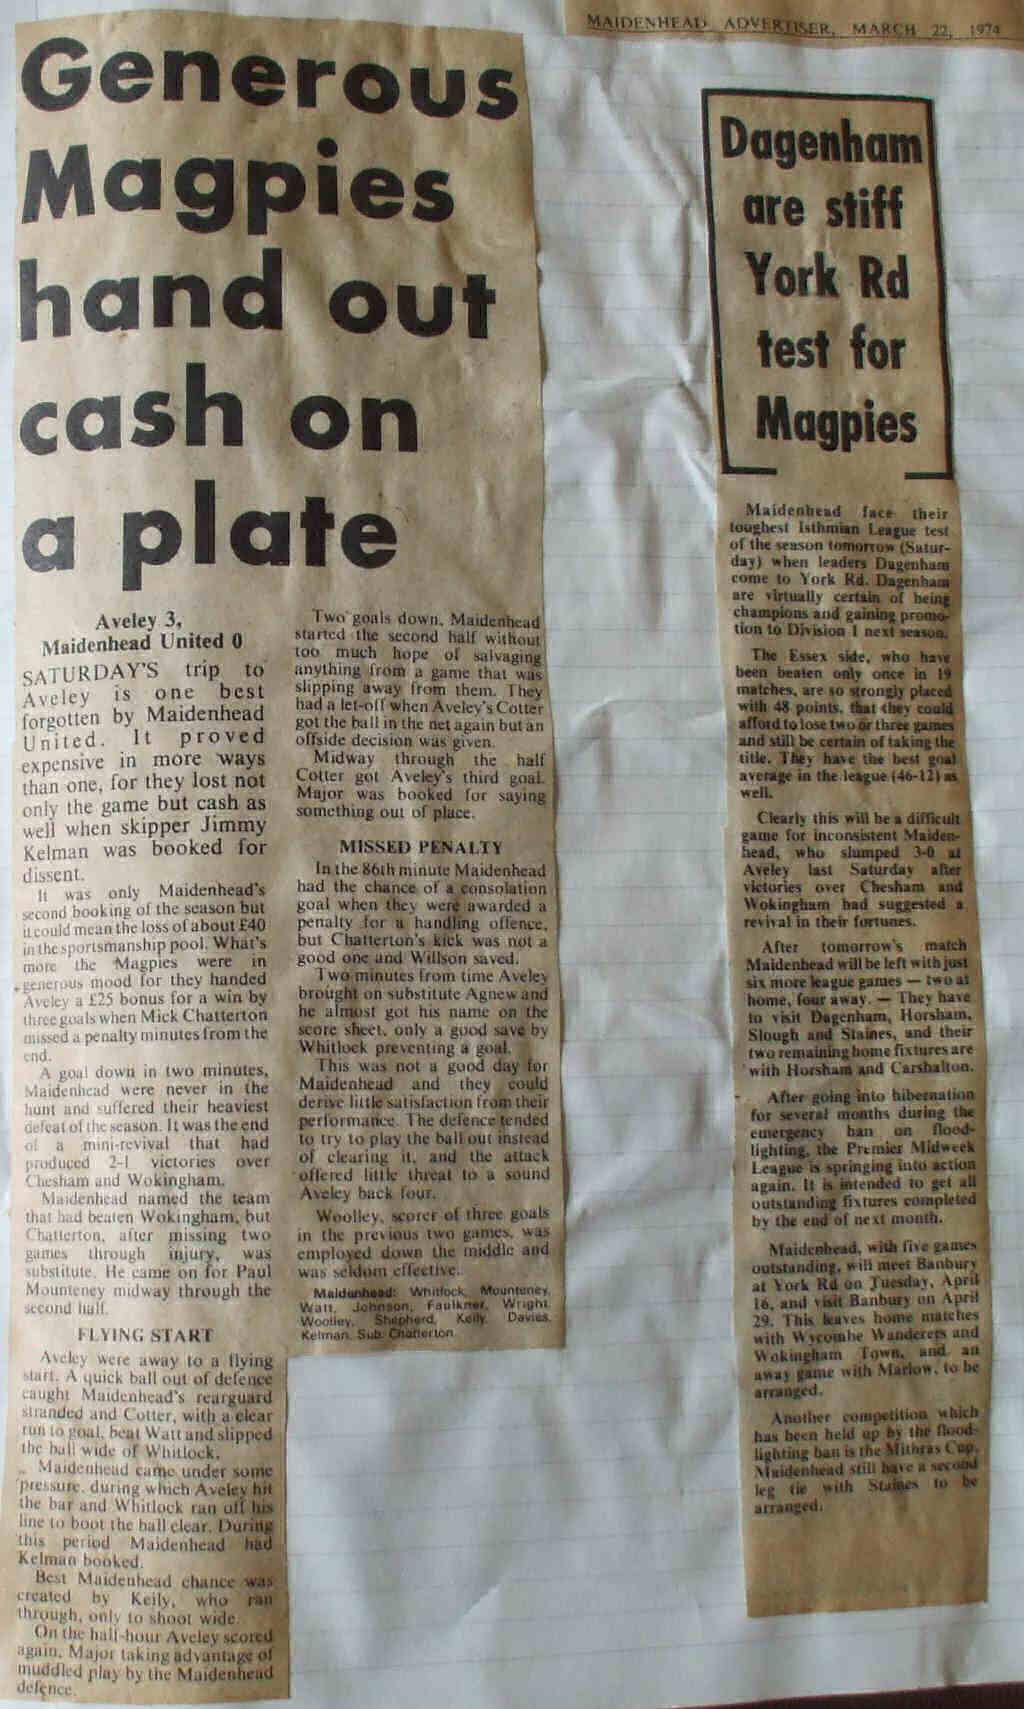 MAIDENHEAD ADVERTISER, MARCH 22, 1974
Generous
Magpies
hand out
cash on
a plate
Aveley 3,
Maidenhead United 0
SATURDAY'S trip to
Aveley is one best
forgotten by Maidenhead
United. It proved
expensive in more ways
than one, for they lost not
only the game but cash as
well when skipper Jimmy
Kelman was booked for
dissent.
It was only Maidenhead's
second booking of the season but
it could mean the loss of about £40
in the sportsmanship pool. What's
more the Magpies were in
generous mood for they handed
Aveley a £25 bonus for a win by
three goals when Mick Chatterton
missed a penalty minutes from the
end.
A goal down in two minutes,
Maidenhead were never in the
hunt and suffered their heaviest
defeat of the season. It was the end
of a mini-revival that had
produced 2-1 victories over
Chesham and Wokingham.
Maidenhead named the team
that had beaten Wokingham, but
Chatterton, after missing two
games through injury, was
substitute. He came on for Paul
Mounteney midway through the
second half.
FLYING START
Aveley were away to a flying
start. A quick ball out of defence
caught Maidenhead's rearguard
stranded and Cotter, with a clear
run to goal, beat Watt and slipped
the ball wide of Whitlock.
Maidenhead came under some
pressure, during which Aveley hit
the bar and Whitlock ran off his
line to boot the ball clear. During
this period Maidenhead had
Kelman booked.
Best Maidenhead chance was
created by Keily, who ran
through, only to shoot wide.
On the half-hour Aveley scored
again, Major taking advantage of
muddled play by the Maidenhead
defence.
Two goals down, Maidenhead
started the second half without
too much hope of salvaging
anything from a game that was
slipping away from them. They
had a let-off when Aveley's Cotter
got the ball in the net again but an
offside decision was given.
Midway through the half
Cotter got Aveley's third goal.
Major was booked for saying
something out of place.
MISSED PENALTY
In the 86th minute Maidenhead
had the chance of a consolation
goal when they were awarded a
penalty for a handling offence,
but Chatterton's kick was not a
good one and Willson saved.
Two minutes from time Aveley
brought on substitute Agnew and
he almost got his name on the
score sheet, only a good save by
Whitlock preventing a goal.
This was not a good day for
Maidenhead and they could
derive little satisfaction from their
performance. The defence tended
to try to play the ball out instead
of clearing it, and the attack
offered little threat to a sound
Aveley back four.
Woolley, scorer of three goals
in the previous two games, was
employed down the middle and
was seldom effective.
Maidenhead: Whitlock, Mounteney,
Watt, Johnson, Faulkner, Wright,
Woolley, Shepherd, Keily, Davies,
Kelman. Sub: Chatterton.
Dagenham
are stiff
York Rd
test for
Magpies
Maidenhead face their
toughest Isthmian League test
of the season tomorrow (Satur-
day) when leaders Dagenham
come to York Rd. Dagenham
are virtually certain of being
champions and gaining promo-
tion to Division 1 next season.
The Essex side, who have
been beaten only once in 19
matches, are so strongly placed
with 48 points, that they could
afford to lose two or three games
and still be certain of taking the
title. They have the best goal
average in the league (46-12) as
well.
Clearly this will be a difficult
game for inconsistent Maiden-
head, who slumped 3-0 at
Aveley last Saturday after
victories over Chesham and
Wokingham had suggested a
revival in their fortunes.
After tomorrow's match
Maidenhead will be left with just
six more league games — two at
home, four away. — They have
to visit Dagenham, Horsham,
Slough and Staines, and their
two remaining home fixtures are
with Horsham and Carshalton.
After going into hibernation
for several months during the
emergency ban on flood-
lighting, the Premier Midweek
League is springing into action
again. It is intended to get all
outstanding fixtures completed
by the end of next month.
Maidenhead, with five games
outstanding, will meet Banbury
at York Rd on Tuesday, April
16, and visit Banbury on April
29. This leaves home matches
with Wycombe Wanderers and
Wokingham Town, and an
away game with Marlow, to be
arranged.
Another competition which
has been held up by the flood-
lighting ban is the Mithras Cup.
Maidenhead still have a second
leg tie with Staines to be
arranged.